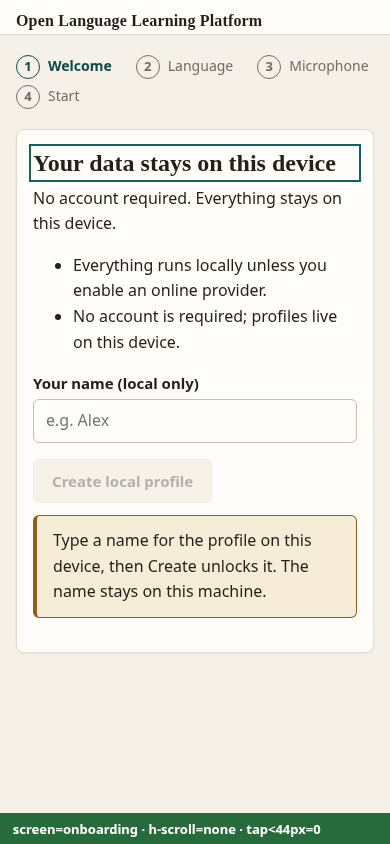 Open Language Learning Platform
1 Welcome 2 Language 3 Microphone
4 Start
Your data stays on this device
No account required. Everything stays on
this device.
• Everything runs locally unless you
enable an online provider.
• No account is required; profiles live
on this device.
Your name (local only)
e.g. Alex
Create local profile
Type a name for the profile on this
device, then Create unlocks it. The
name stays on this machine.
screen=onboarding · h-scroll=none · tap<44px=0